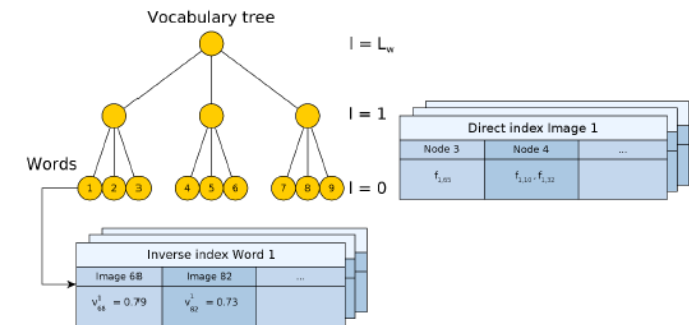 Vocabulary tree
l = L_w
l = 1
Words
1 2 3 4 5 6 7 8 9
l = 0
Direct index Image 1
Node 3 Node 4 ...
f_1,65 f_1,10, f_1,32
Inverse index Word 1
Image 68 Image 82 ...
v^1_68 = 0.79 v^1_82 = 0.73